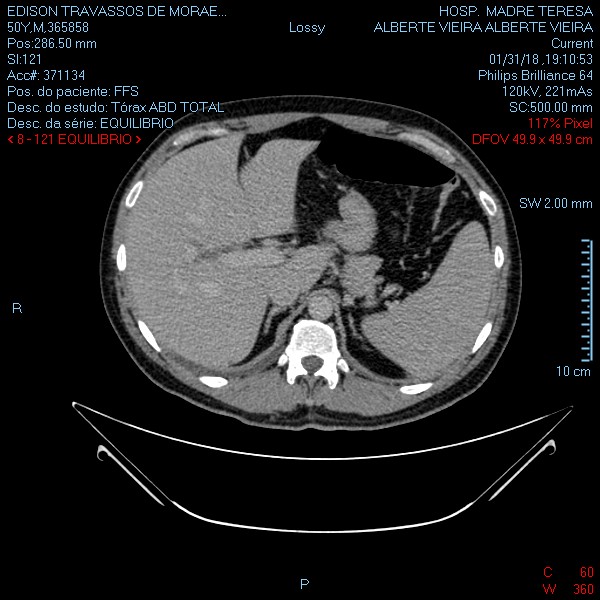 EDISON TRAVASSOS DE MORAE...
50Y,M,365858
Pos:286.50 mm
Sl:121
Acc#: 371134
Pos. do paciente: FFS
Desc. do estudo: Tórax ABD TOTAL
Desc. da série: EQUILIBRIO
< 8 - 121 EQUILIBRIO >
Lossy
HOSP. MADRE TERESA
ALBERTE VIEIRA ALBERTE VIEIRA
Current
01/31/18 ,19:10:53
Philips Brilliance 64
120kV, 221mAs
SC:500.00 mm
117% Pixel
DFOV 49.9 x 49.9 cm
SW 2.00 mm
R
10 cm
P
C 60
W 360